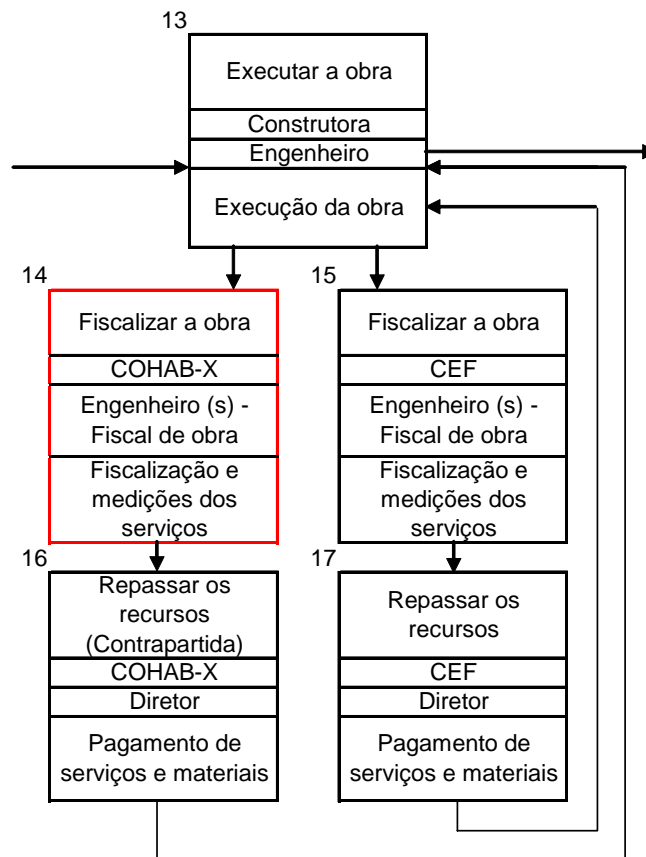 13
Executar a obra
Construtora
Engenheiro
Execução da obra
14
Fiscalizar a obra
COHAB-X
Engenheiro (s) -
Fiscal de obra
Fiscalização e
medições dos
serviços
15
Fiscalizar a obra
CEF
Engenheiro (s) -
Fiscal de obra
Fiscalização e
medições dos
serviços
16
Repassar os
recursos
(Contrapartida)
COHAB-X
Diretor
Pagamento de
serviços e materiais
17
Repassar os
recursos
CEF
Diretor
Pagamento de
serviços e materiais